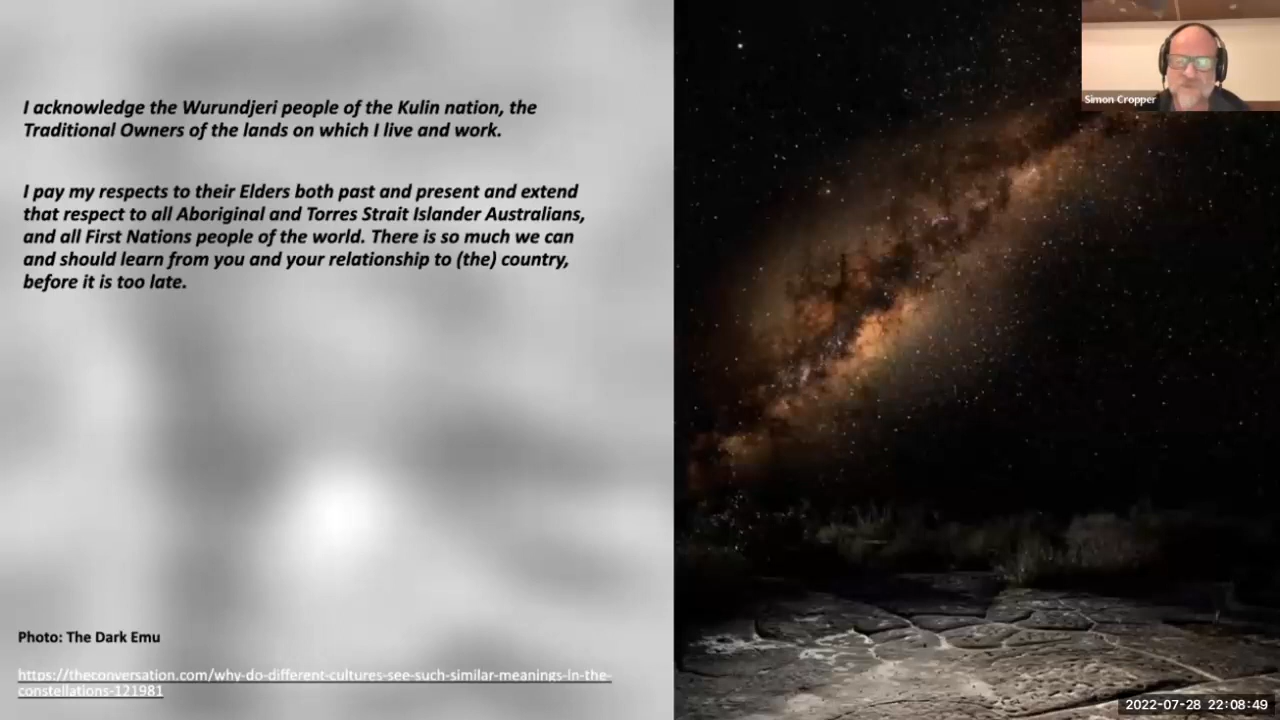 I acknowledge the Wurundjeri people of the Kulin nation, the
Traditional Owners of the lands on which I live and work.
I pay my respects to their Elders both past and present and extend
that respect to all Aboriginal and Torres Strait Islander Australians,
and all First Nations people of the world. There is so much we can
and should learn from you and your relationship to (the) country,
before it is too late.
Photo: The Dark Emu
https://theconversation.com/why-do-different-cultures-see-such-similar-meanings-in-the-
constellations-121981
Simon Cropper
2022-07-28 22:08:49